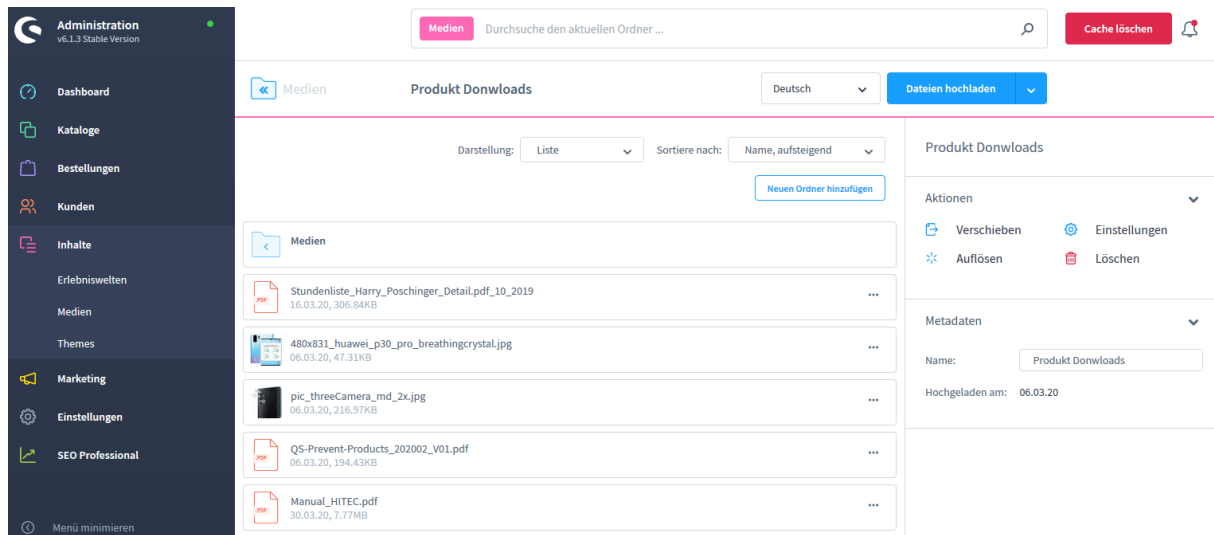 Administration
v6.1.3 Stable Version
Medien
Durchsuche den aktuellen Ordner ...
Cache löschen
Dashboard
Kataloge
Bestellungen
Kunden
Inhalte
Erlebniswelten
Medien
Themes
Marketing
Einstellungen
SEO Professional
Menü minimieren
Medien
Produkt Donwloads
Deutsch
Dateien hochladen
Darstellung:
Liste
Sortiere nach:
Name, aufsteigend
Neuen Ordner hinzufügen
Medien
PDF
Stundenliste_Harry_Poschinger_Detail.pdf_10_2019
16.03.20, 306.84KB
480x831_huawei_p30_pro_breathingcrystal.jpg
06.03.20, 47.31KB
pic_threeCamera_md_2x.jpg
06.03.20, 216.97KB
PDF
QS-Prevent-Products_202002_V01.pdf
06.03.20, 194.43KB
PDF
Manual_HITEC.pdf
30.03.20, 7.77MB
Produkt Donwloads
Aktionen
Verschieben
Einstellungen
Auflösen
Löschen
Metadaten
Name:
Produkt Donwloads
Hochgeladen am: 06.03.20